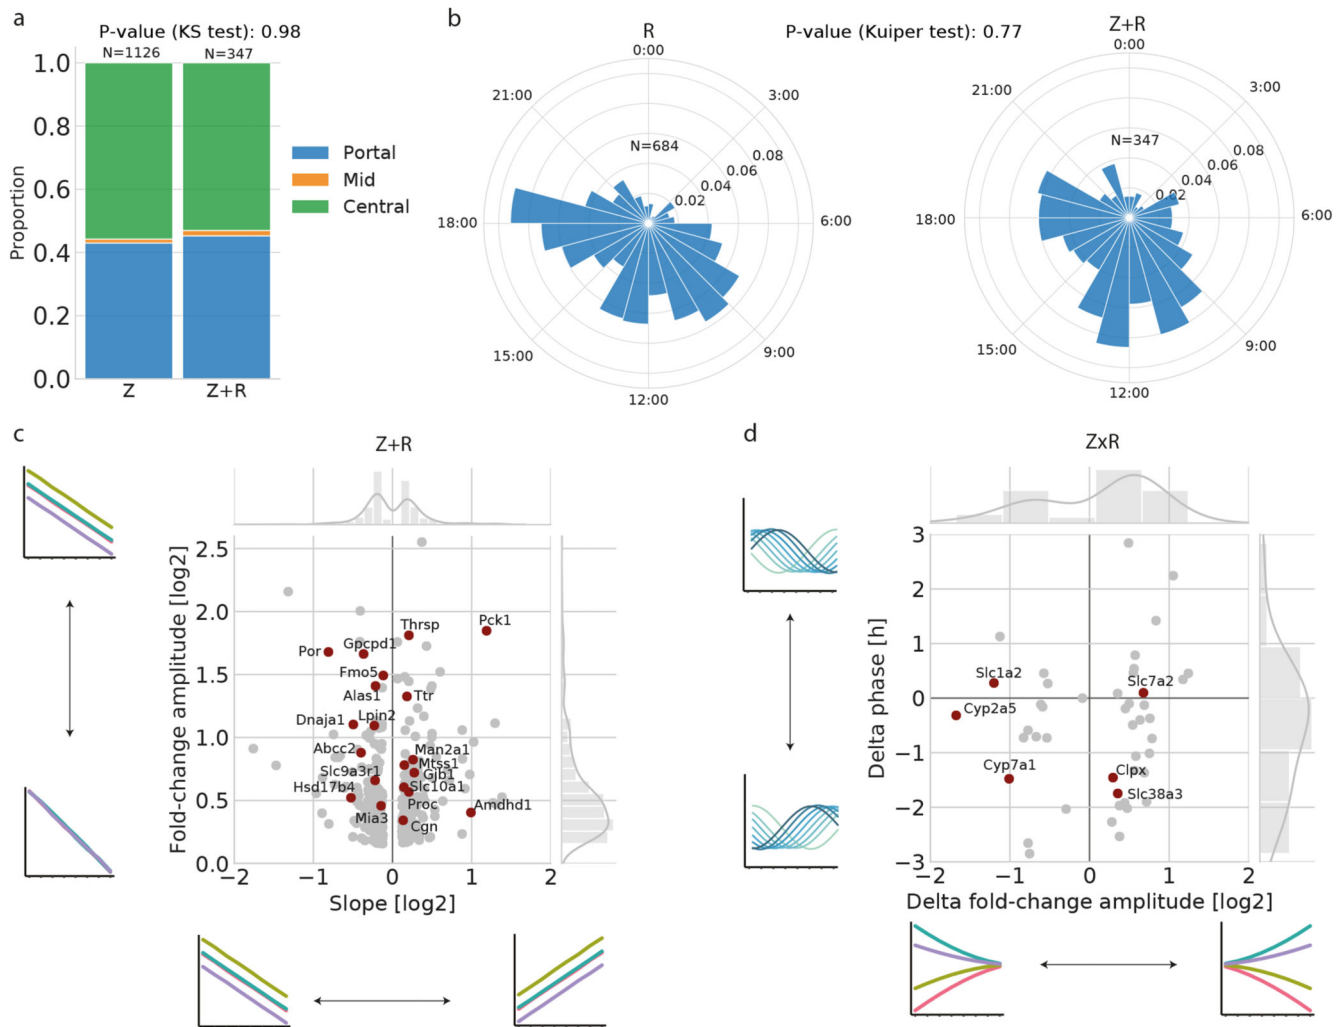 a
P-value (KS test): 0.98
N=1126
N=347
1.0
0.8
0.6
0.4
0.2
0.0
Proportion
Z
Z+R
Portal
Mid
Central
b
R
P-value (Kuiper test): 0.77
Z+R
0:00
3:00
6:00
9:00
12:00
15:00
18:00
21:00
N=684
0.02
0.04
0.06
0.08
0:00
3:00
6:00
9:00
12:00
15:00
18:00
21:00
N=347
0.02
0.04
0.06
0.08
c
Z+R
Fold-change amplitude [log2]
2.5
2.0
1.5
1.0
0.5
0.0
Thrsp
Pck1
Por
Gpcpd1
Fmo5
Alas1
Ttr
Dnaja1
Lpin2
Abcc2
Man2a1
Mtss1
Slc9a3r1
Gjb1
Hsd17b4
Slc10a1
Proc
Amdhd1
Mia3
Cgn
−2
−1
0
1
2
Slope [log2]
d
ZxR
Delta phase [h]
3
2
1
0
−1
−2
−3
Slc1a2
Slc7a2
Cyp2a5
Cyp7a1
Clpx
Slc38a3
−2
−1
0
1
2
Delta fold-change amplitude [log2]